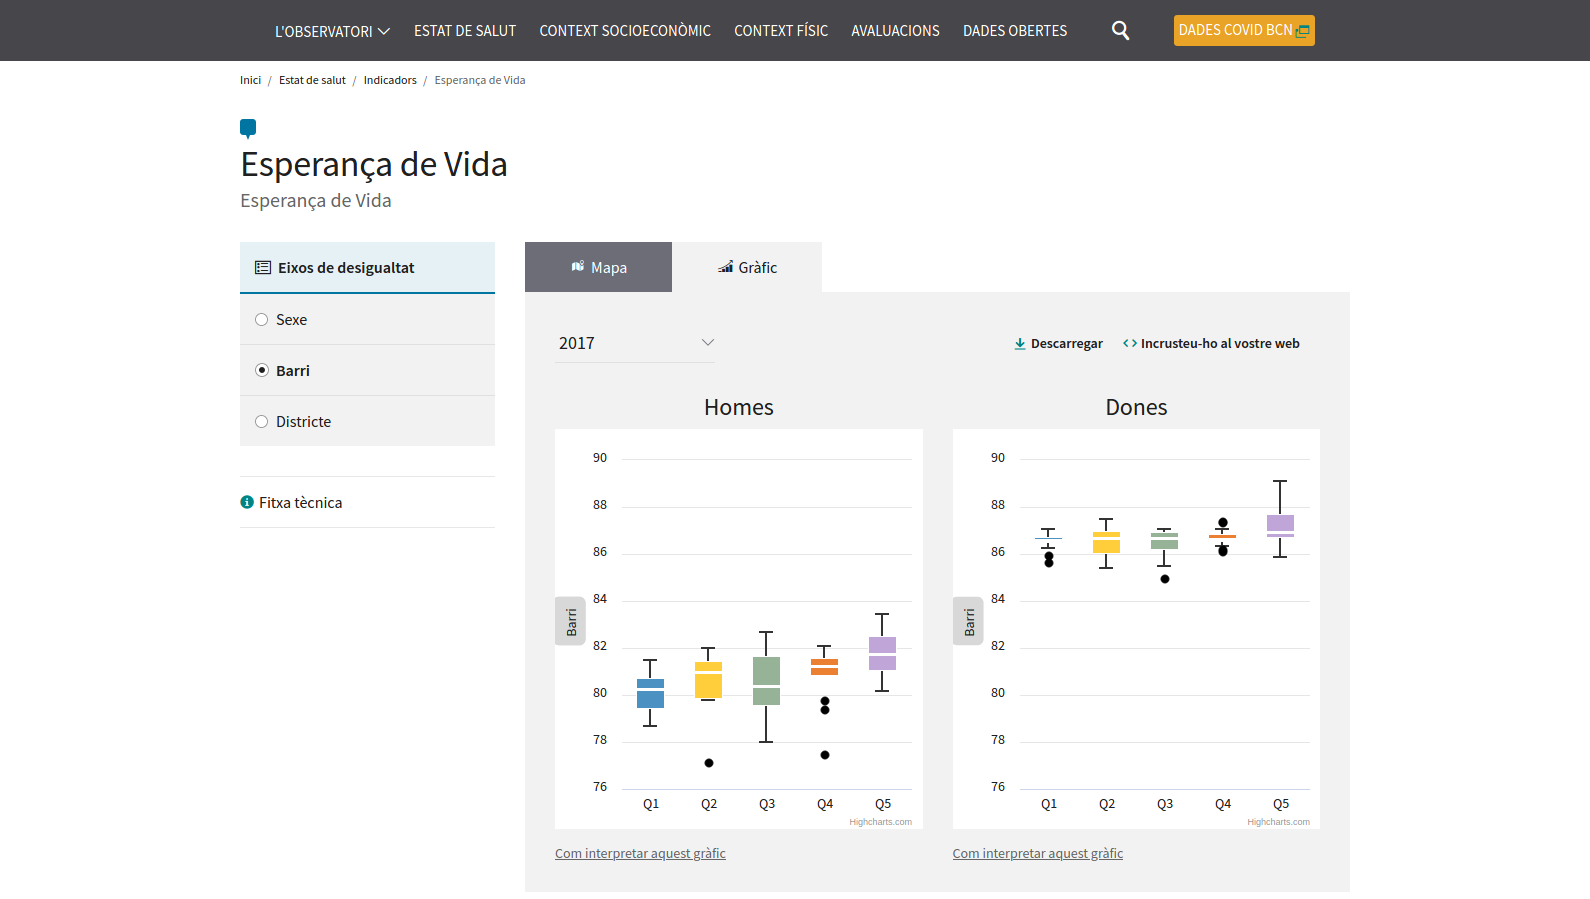 L'OBSERVATORI ESTAT DE SALUT CONTEXT SOCIOECONÒMIC CONTEXT FÍSIC AVALUACIONS DADES OBERTES DADES COVID BCN
Inici / Estat de salut / Indicadors / Esperança de Vida
Esperança de Vida
Esperança de Vida
Eixos de desigualtat
Sexe
Barri
Districte
Fitxa tècnica
Mapa Gràfic
2017
Descarregar Incrusteu-ho al vostre web
Homes
90
88
86
84
82
80
78
76
Barri
Q1 Q2 Q3 Q4 Q5
Highcharts.com
Com interpretar aquest gràfic
Dones
90
88
86
84
82
80
78
76
Barri
Q1 Q2 Q3 Q4 Q5
Highcharts.com
Com interpretar aquest gràfic